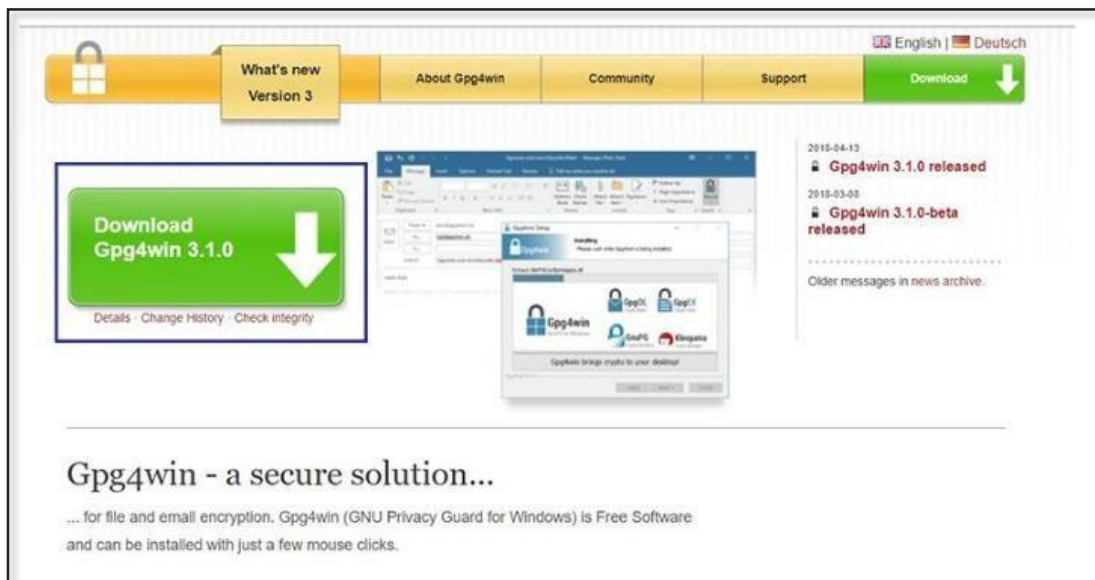 English | Deutsch
What's new
Version 3
About Gpg4win
Community
Support
Download
Download
Gpg4win 3.1.0
Details · Change History · Check integrity
2018-04-13
Gpg4win 3.1.0 released
2018-03-08
Gpg4win 3.1.0-beta
released
Older messages in news archive.
File Message
Installing
Gpg4win
GpgOL
GpgEX
Gpg4win
GnuPG
Kleopatra
Gpg4win brings crypto to your desktop!
Gpg4win - a secure solution...
... for file and email encryption. Gpg4win (GNU Privacy Guard for Windows) is Free Software
and can be installed with just a few mouse clicks.